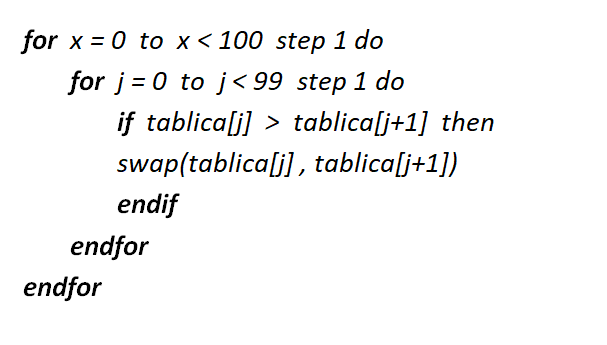 for x = 0 to x < 100 step 1 do
for j = 0 to j < 99 step 1 do
if tablica[j] > tablica[j+1] then
swap(tablica[j] , tablica[j+1])
endif
endfor
endfor